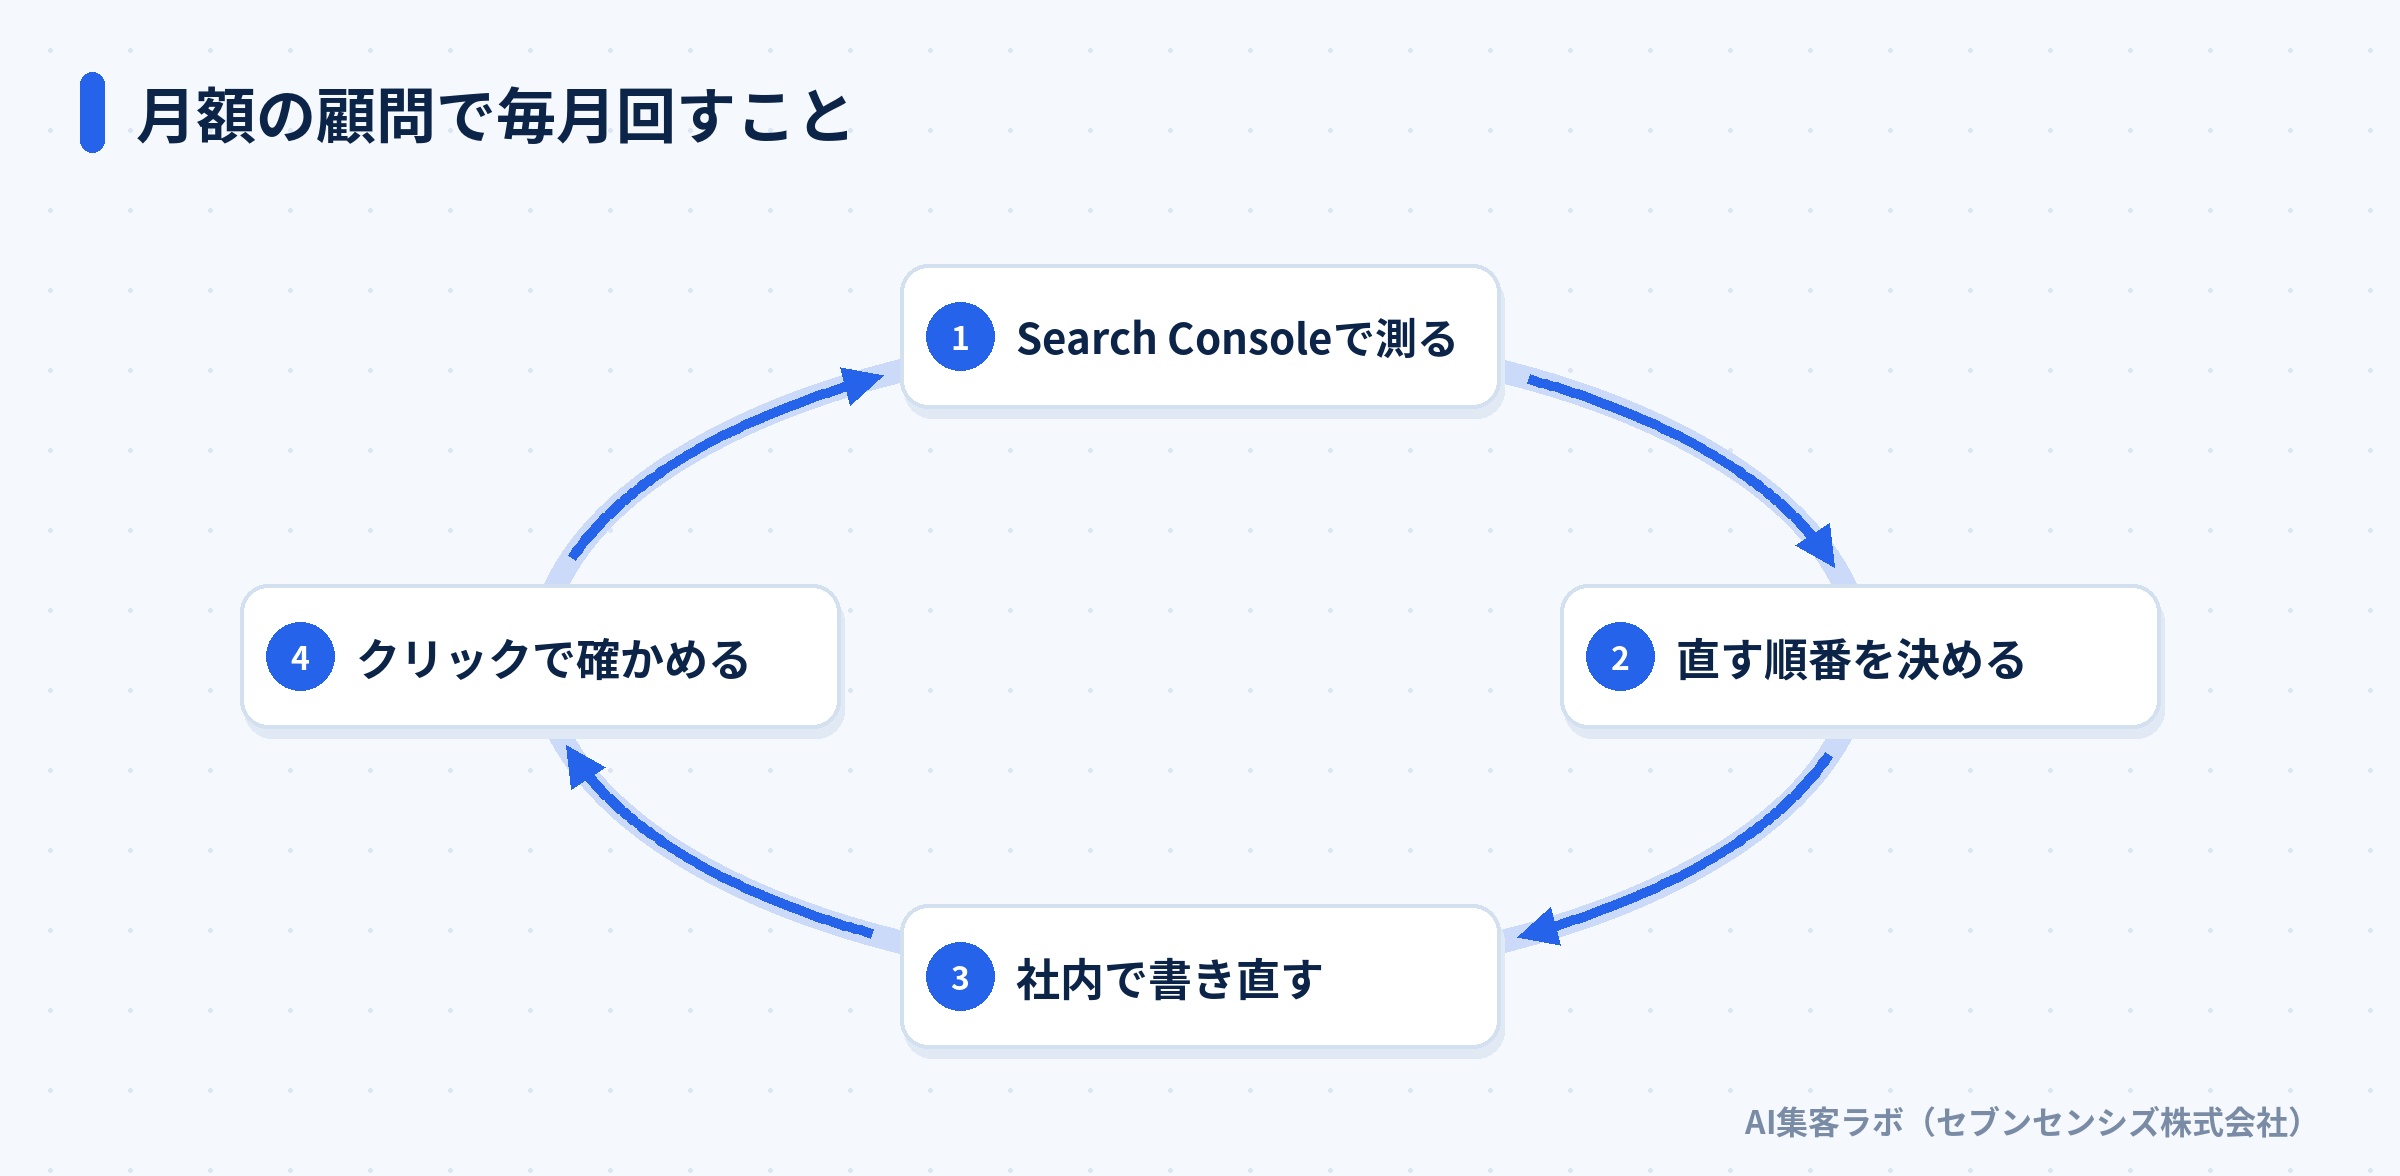 月額の顧問で毎月回すこと
1 Search Consoleで測る
2 直す順番を決める
3 社内で書き直す
4 クリックで確かめる
AI集客ラボ（セブンセンシズ株式会社）